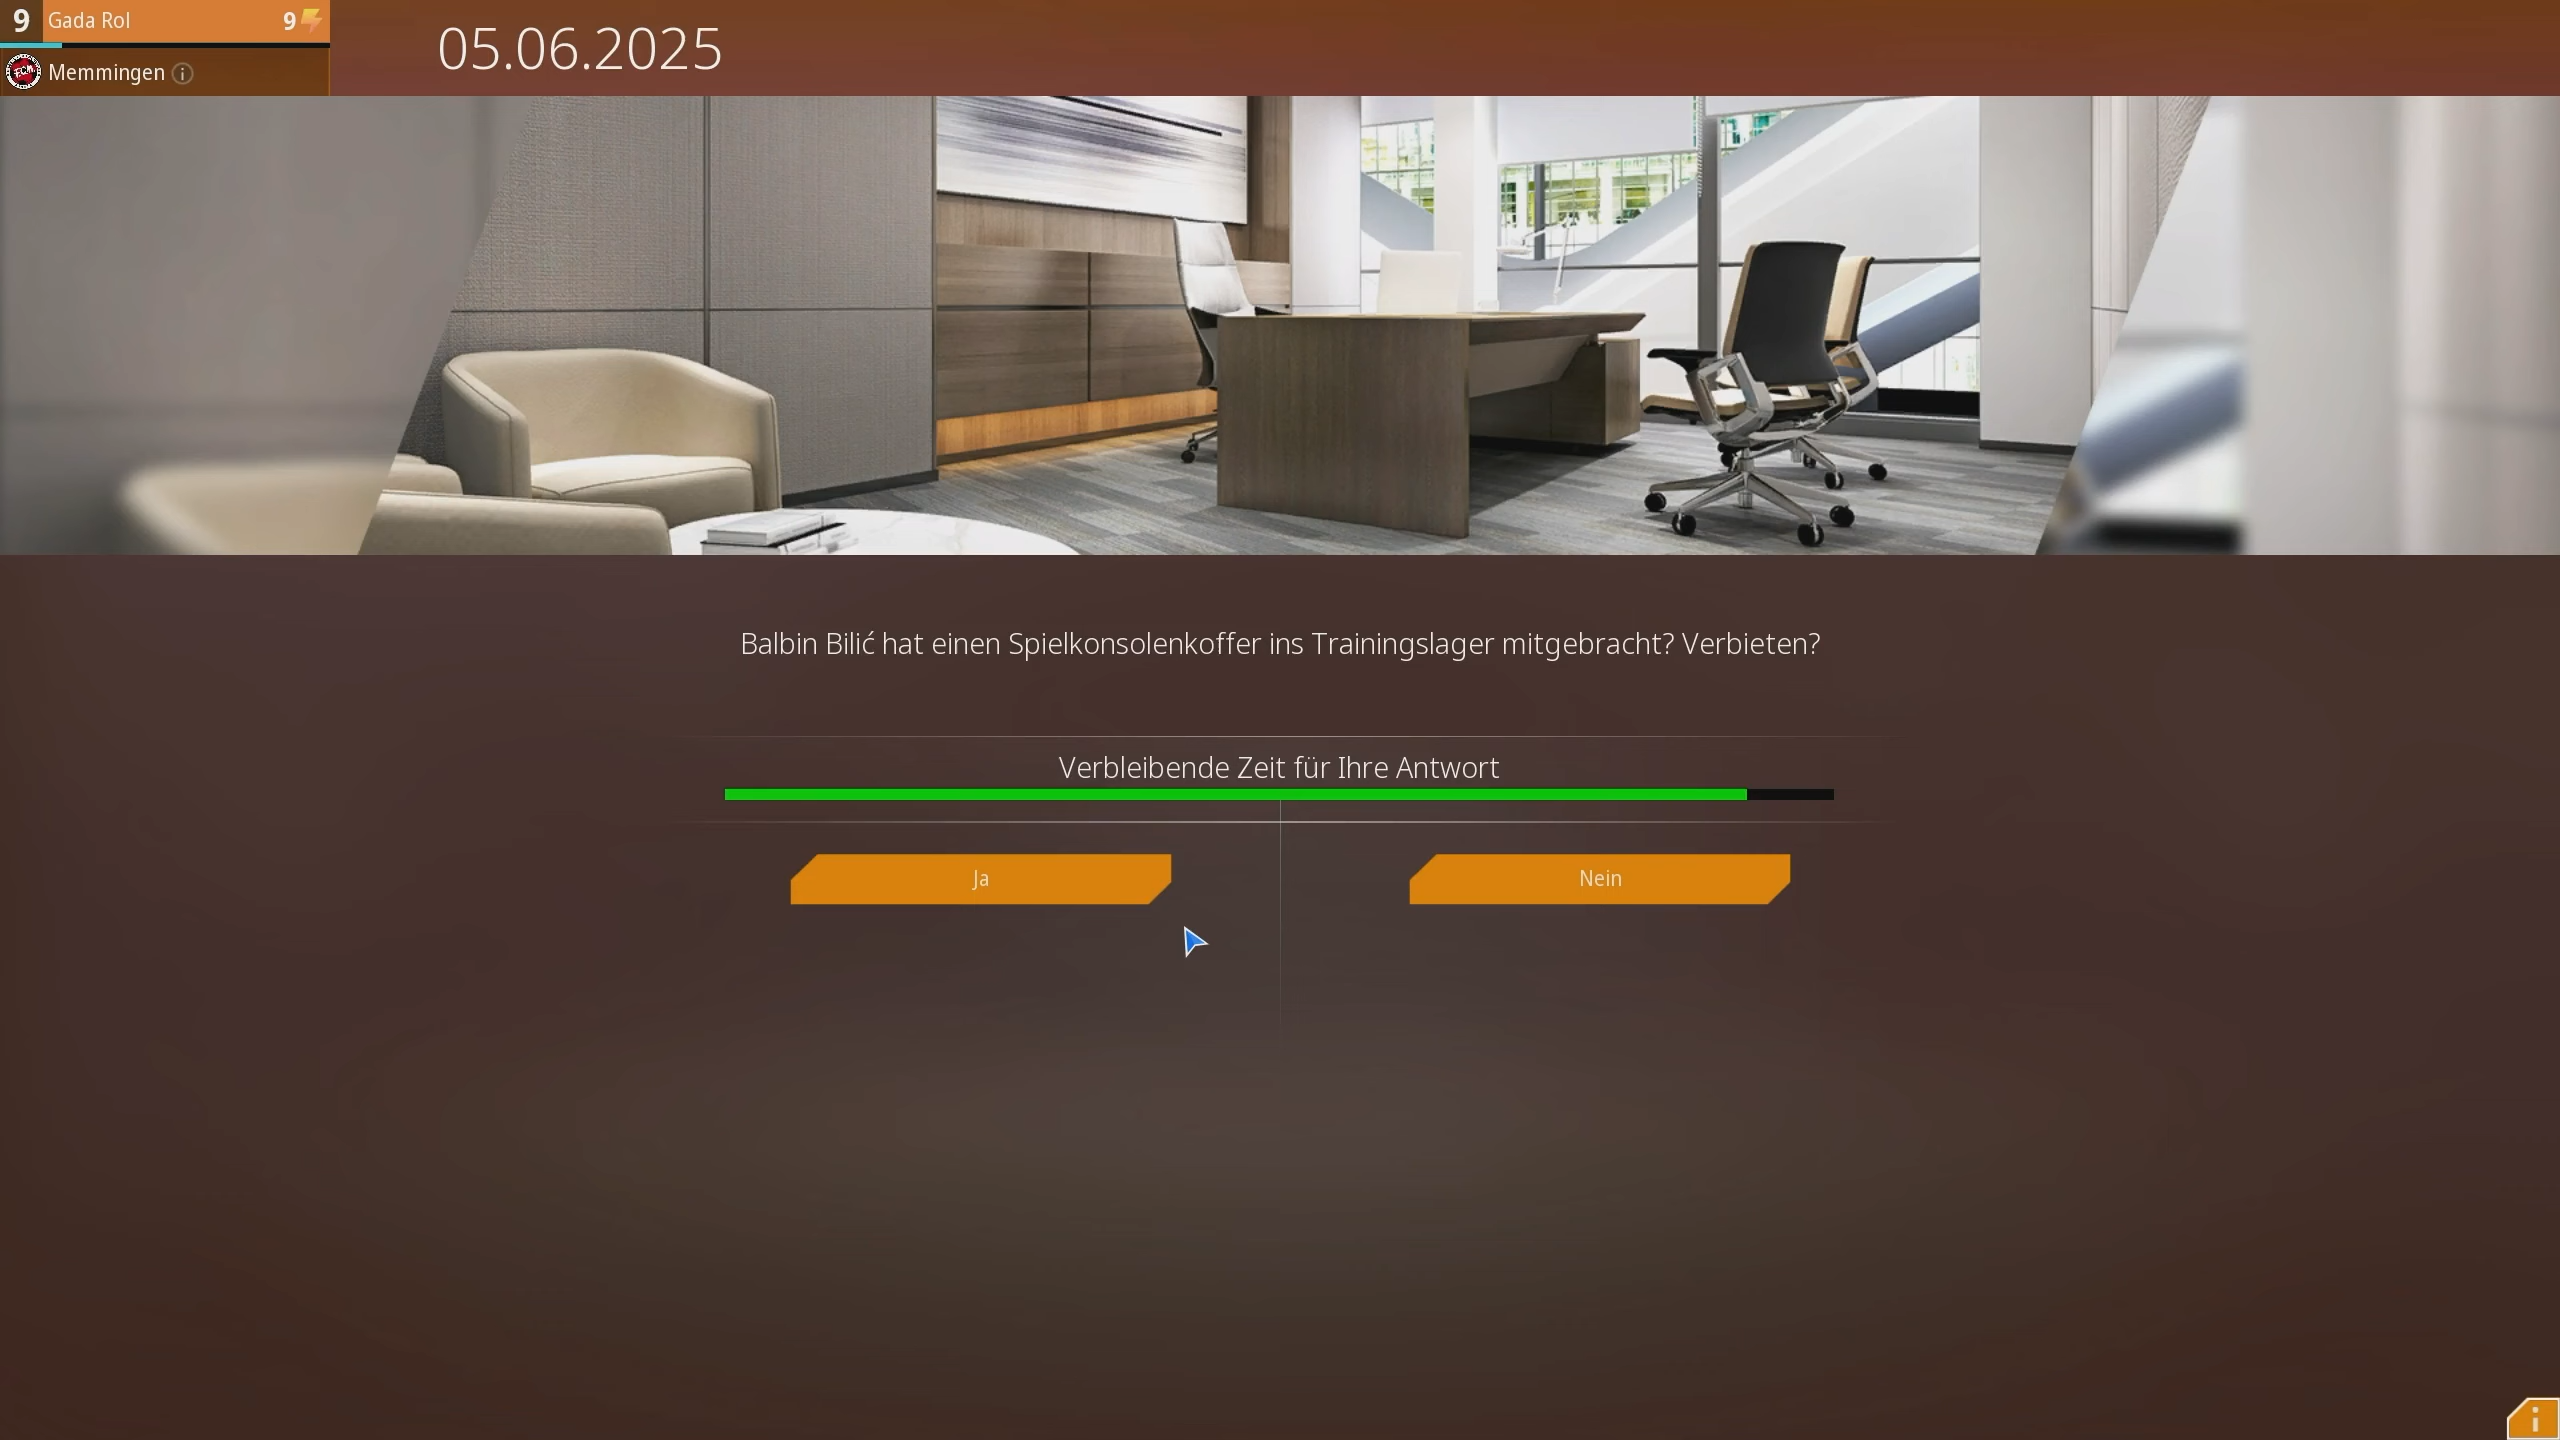 9 Gada Rol 9
Memmingen
05.06.2025
Balbin Bilić hat einen Spielkonsolenkoffer ins Trainingslager mitgebracht? Verbieten?
Verbleibende Zeit für Ihre Antwort
Ja
Nein